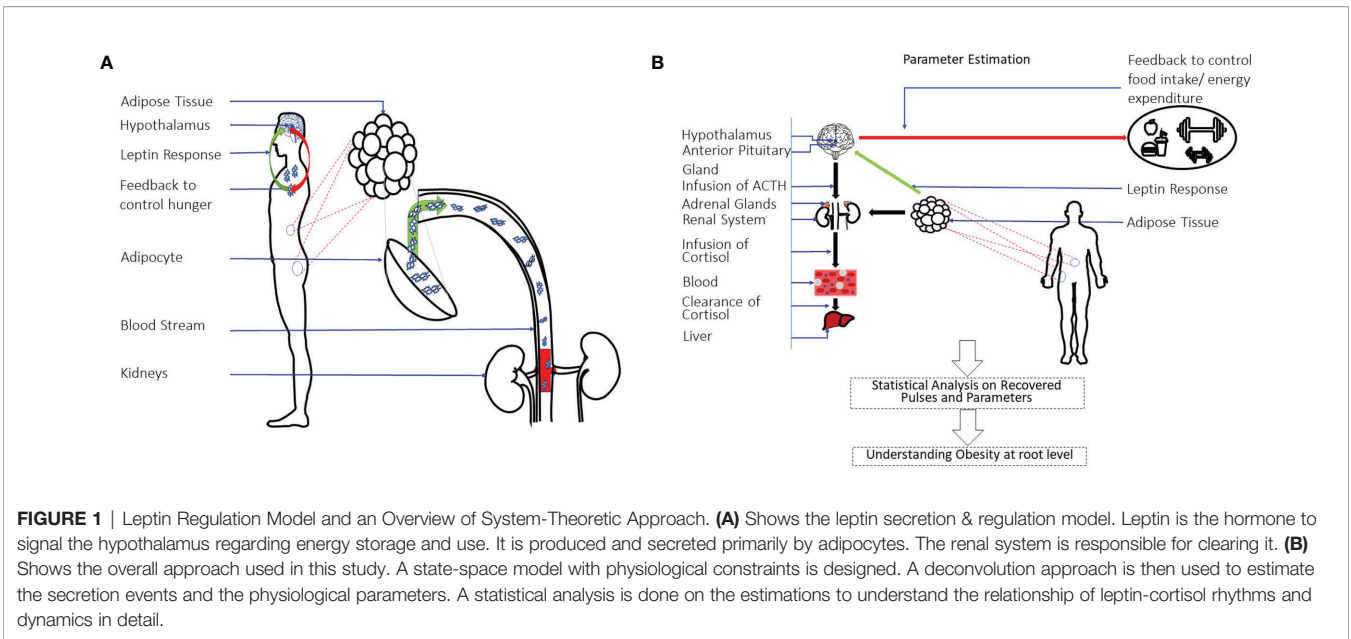 A
Adipose Tissue
Hypothalamus
Leptin Response
Feedback to
control hunger
Adipocyte
Blood Stream
Kidneys
B
Parameter Estimation
Feedback to control
food intake/ energy
expenditure
Hypothalamus
Anterior Pituitary
Gland
Infusion of ACTH
Adrenal Glands
Renal System
Infusion of
Cortisol
Blood
Clearance of
Cortisol
Liver
Leptin Response
Adipose Tissue
Statistical Analysis on Recovered
Pulses and Parameters
Understanding Obesity at root level
FIGURE 1 | Leptin Regulation Model and an Overview of System-Theoretic Approach. (A) Shows the leptin secretion & regulation model. Leptin is the hormone to
signal the hypothalamus regarding energy storage and use. It is produced and secreted primarily by adipocytes. The renal system is responsible for clearing it. (B)
Shows the overall approach used in this study. A state-space model with physiological constraints is designed. A deconvolution approach is then used to estimate
the secretion events and the physiological parameters. A statistical analysis is done on the estimations to understand the relationship of leptin-cortisol rhythms and
dynamics in detail.